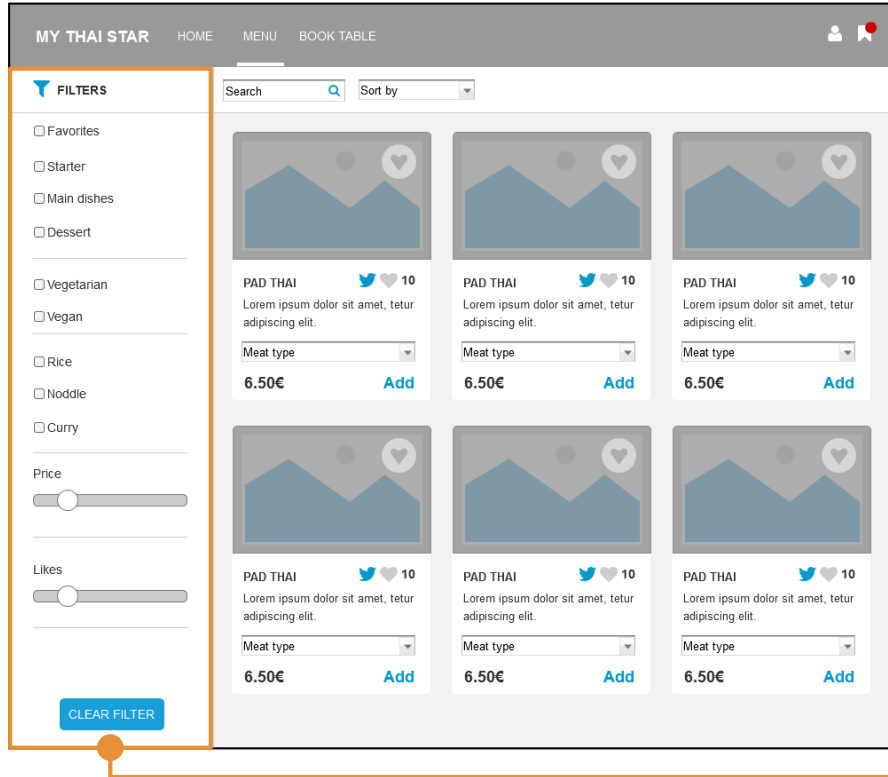 MY THAI STAR HOME MENU BOOK TABLE
FILTERS
Search Sort by
Favorites
Starter
Main dishes
Dessert
Vegetarian
Vegan
Rice
Noddle
Curry
Price
Likes
CLEAR FILTER
PAD THAI 10
Lorem ipsum dolor sit amet, tetur
adipiscing elit.
Meat type
6.50€ Add
PAD THAI 10
Lorem ipsum dolor sit amet, tetur
adipiscing elit.
Meat type
6.50€ Add
PAD THAI 10
Lorem ipsum dolor sit amet, tetur
adipiscing elit.
Meat type
6.50€ Add
PAD THAI 10
Lorem ipsum dolor sit amet, tetur
adipiscing elit.
Meat type
6.50€ Add
PAD THAI 10
Lorem ipsum dolor sit amet, tetur
adipiscing elit.
Meat type
6.50€ Add
PAD THAI 10
Lorem ipsum dolor sit amet, tetur
adipiscing elit.
Meat type
6.50€ Add